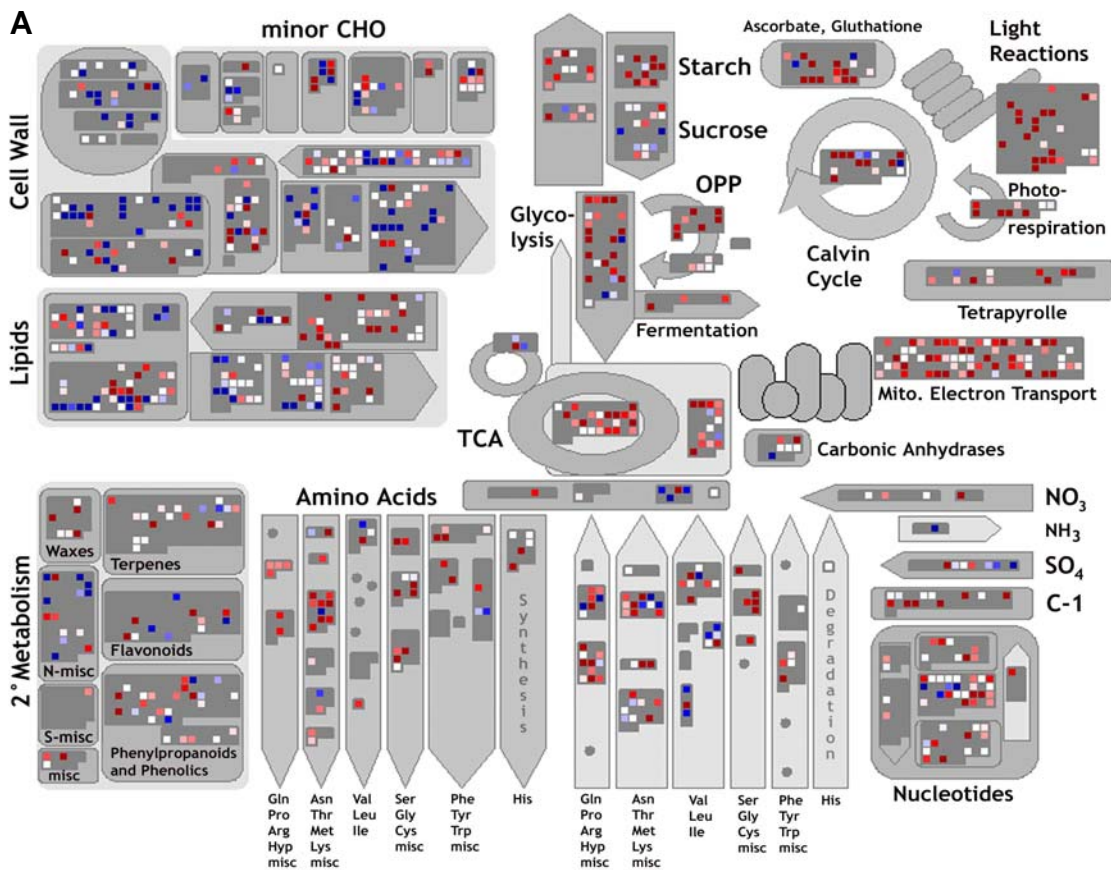 A
minor CHO
Ascorbate, Gluthatione
Light
Reactions
Starch
Sucrose
Cell Wall
OPP
Glyco-
lysis
Photo-
respiration
Calvin
Cycle
Tetrapyrolle
Fermentation
Lipids
Mito. Electron Transport
TCA
Carbonic Anhydrases
Amino Acids
NO3
NH3
SO4
C-1
2° Metabolism
Waxes
Terpenes
N-misc
Flavonoids
S-misc
misc
Phenylpropanoids
and Phenolics
Synthesis
Degradation
Nucleotides
Gln
Pro
Arg
Hyp
misc
Asn
Thr
Met
Lys
misc
Val
Leu
Ile
Ser
Gly
Cys
misc
Phe
Tyr
Trp
misc
His
Gln
Pro
Arg
Hyp
misc
Asn
Thr
Met
Lys
misc
Val
Leu
Ile
Ser
Gly
Cys
misc
Phe
Tyr
Trp
misc
His